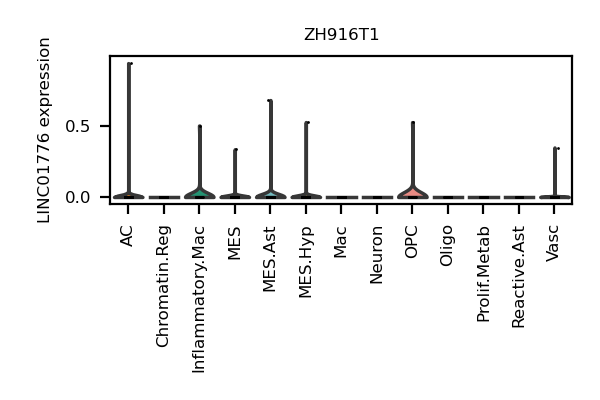 ZH916T1
LINC01776 expression
0.5
0.0
AC
Chromatin.Reg
Inflammatory.Mac
MES
MES.Ast
MES.Hyp
Mac
Neuron
OPC
Oligo
Prolif.Metab
Reactive.Ast
Vasc